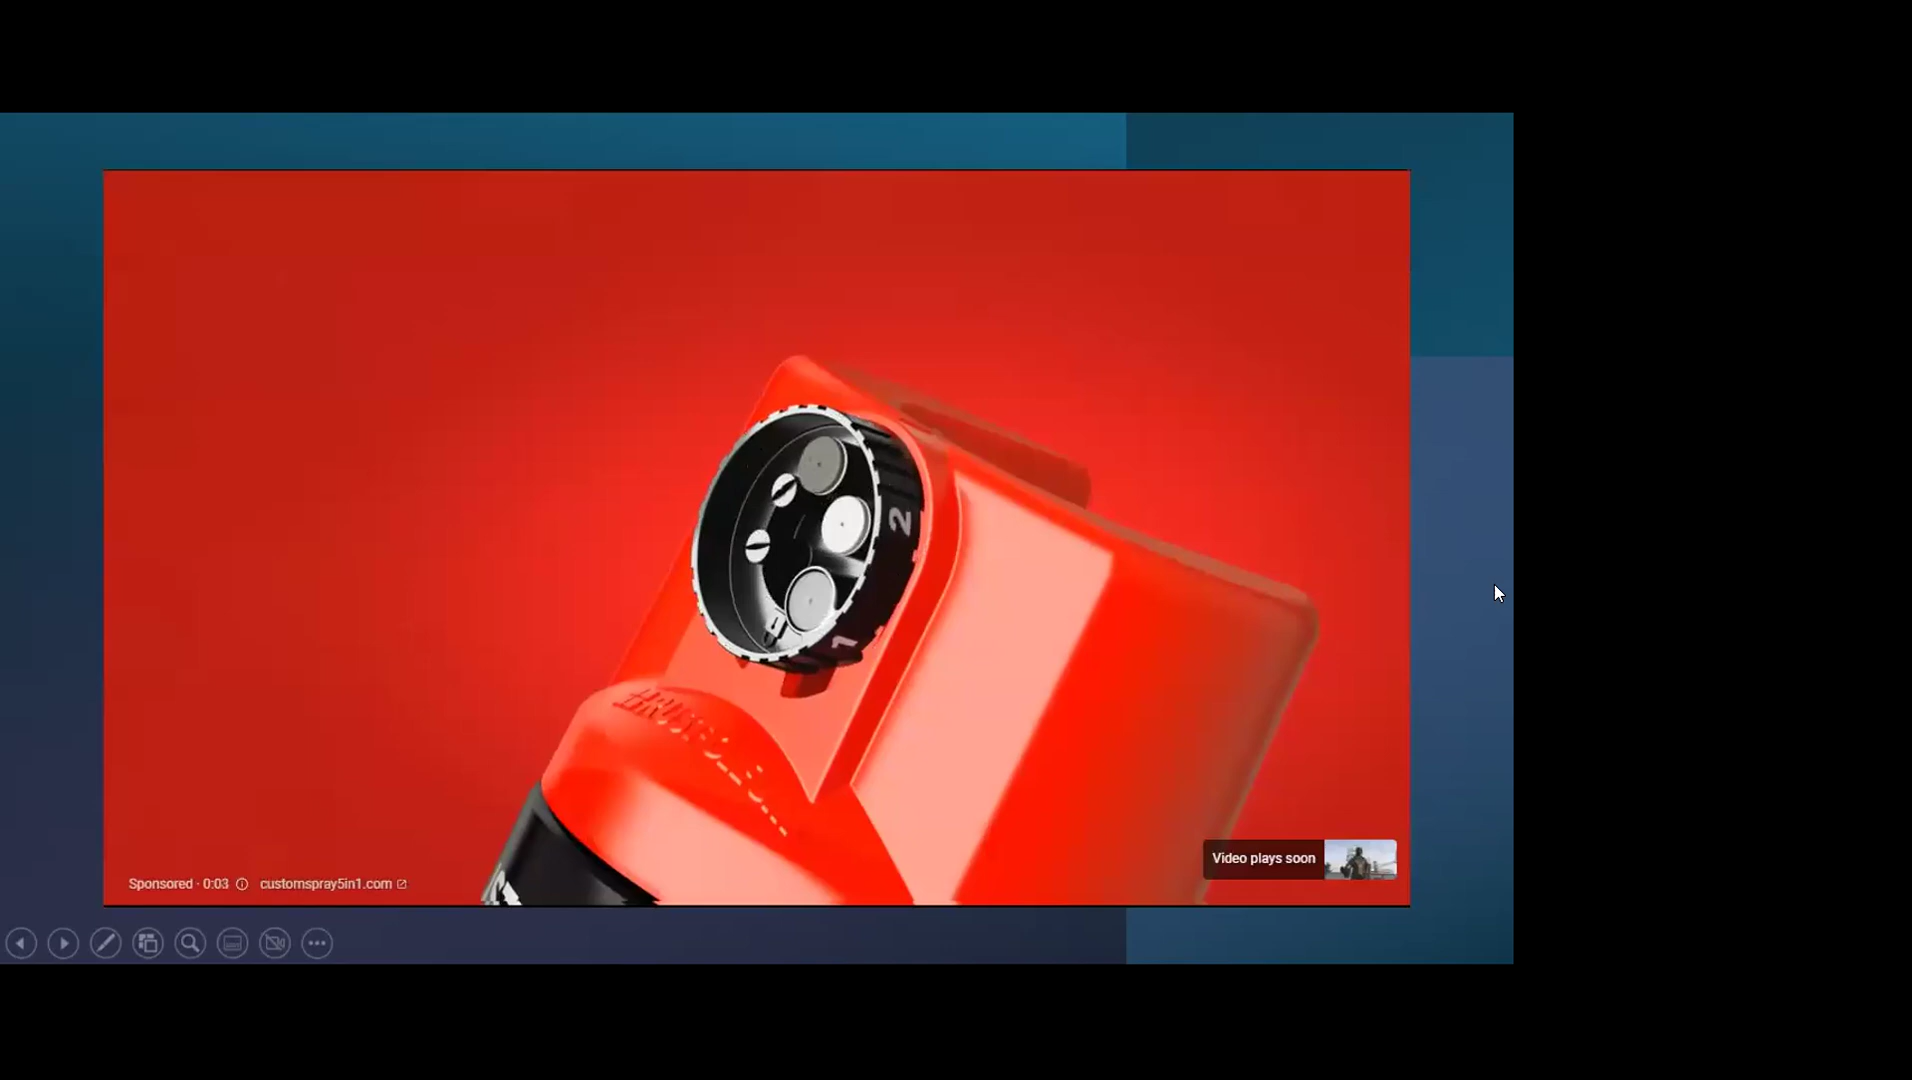 2
1
Video plays soon
Sponsored · 0:03
customspray5in1.com